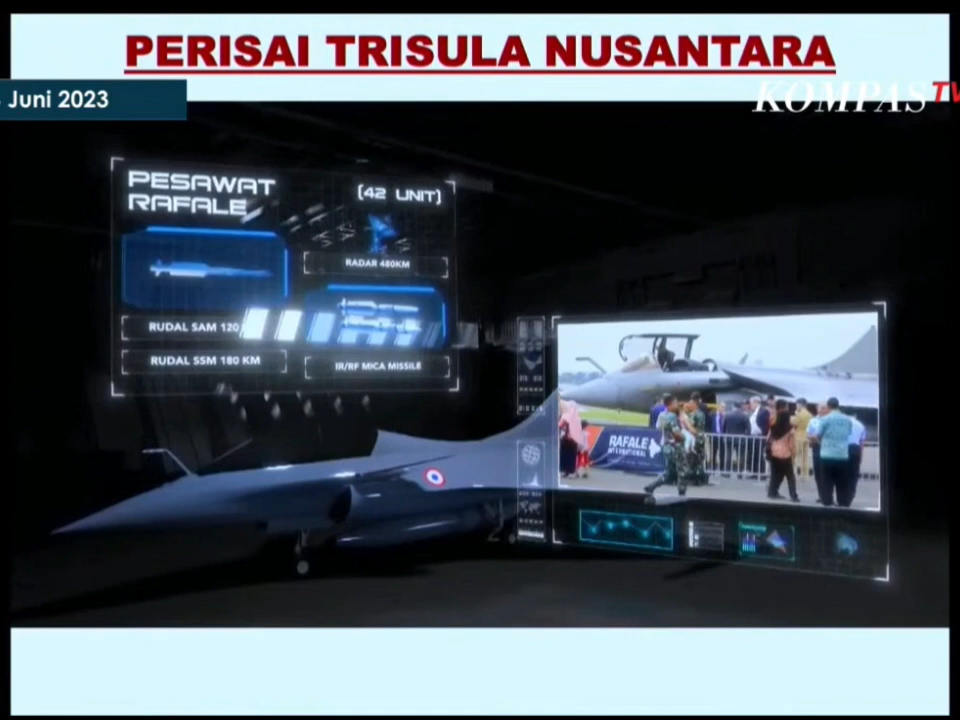 PERISAI TRISULA NUSANTARA
Juni 2023
KOMPAS TV
PESAWAT
RAFALE
(42 UNIT)
RADAR 480KM
RUDAL SAM 120
RUDAL SSM 180 KM
IR/RF MICA MISSILE
RAFALE
INTERNATIONAL